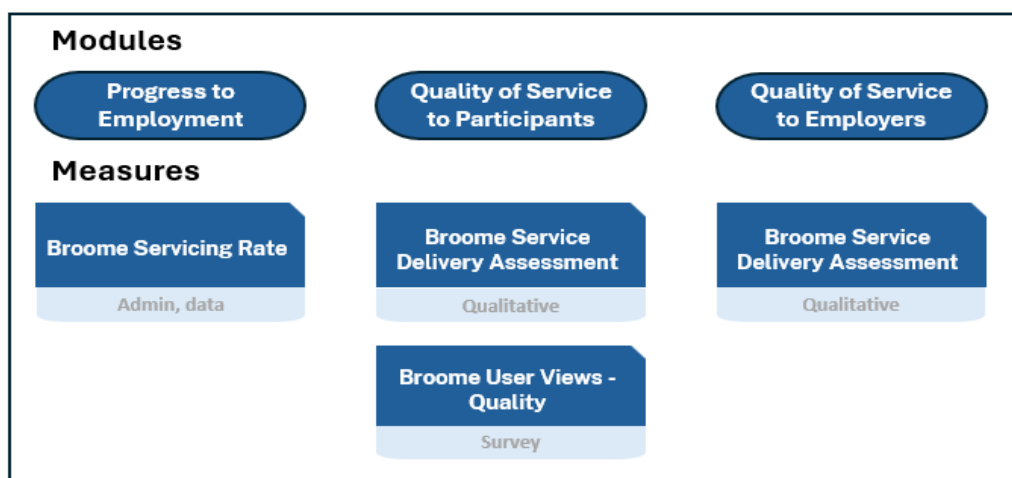 Modules
Progress to
Employment
Quality of Service
to Participants
Quality of Service
to Employers
Measures
Broome Servicing Rate
Admin, data
Broome Service
Delivery Assessment
Qualitative
Broome Service
Delivery Assessment
Qualitative
Broome User Views -
Quality
Survey